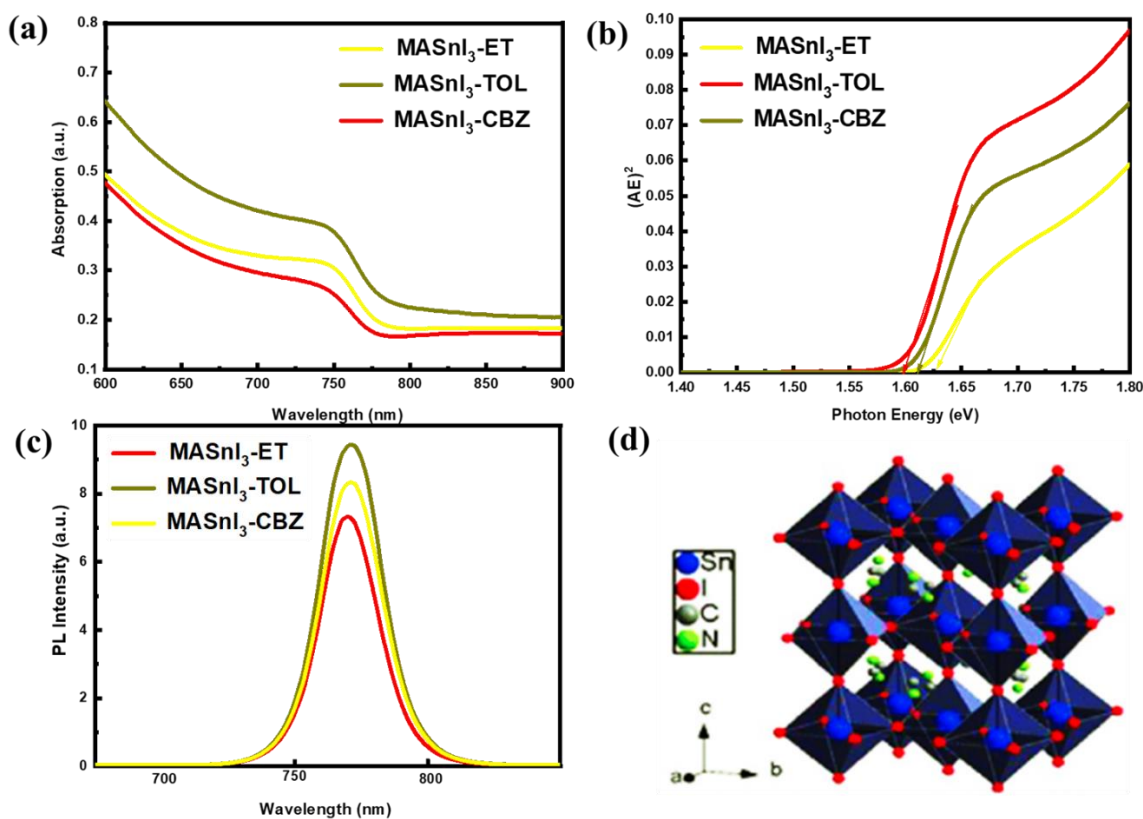 (a)
0.8
0.7
0.6
0.5
0.4
0.3
0.2
0.1
Absorption (a.u.)
MASnI₃-ET
MASnI₃-TOL
MASnI₃-CBZ
600 650 700 750 800 850 900
Wavelength (nm)
(b)
0.10
0.09
0.08
0.07
0.06
0.05
0.04
0.03
0.02
0.01
0.00
(AE)²
MASnI₃-ET
MASnI₃-TOL
MASnI₃-CBZ
1.40 1.45 1.50 1.55 1.60 1.65 1.70 1.75 1.80
Photon Energy (eV)
(c)
10
8
6
4
2
0
PL Intensity (a.u.)
MASnI₃-ET
MASnI₃-TOL
MASnI₃-CBZ
700 750 800
Wavelength (nm)
(d)
Sn
I
C
N
c
a b